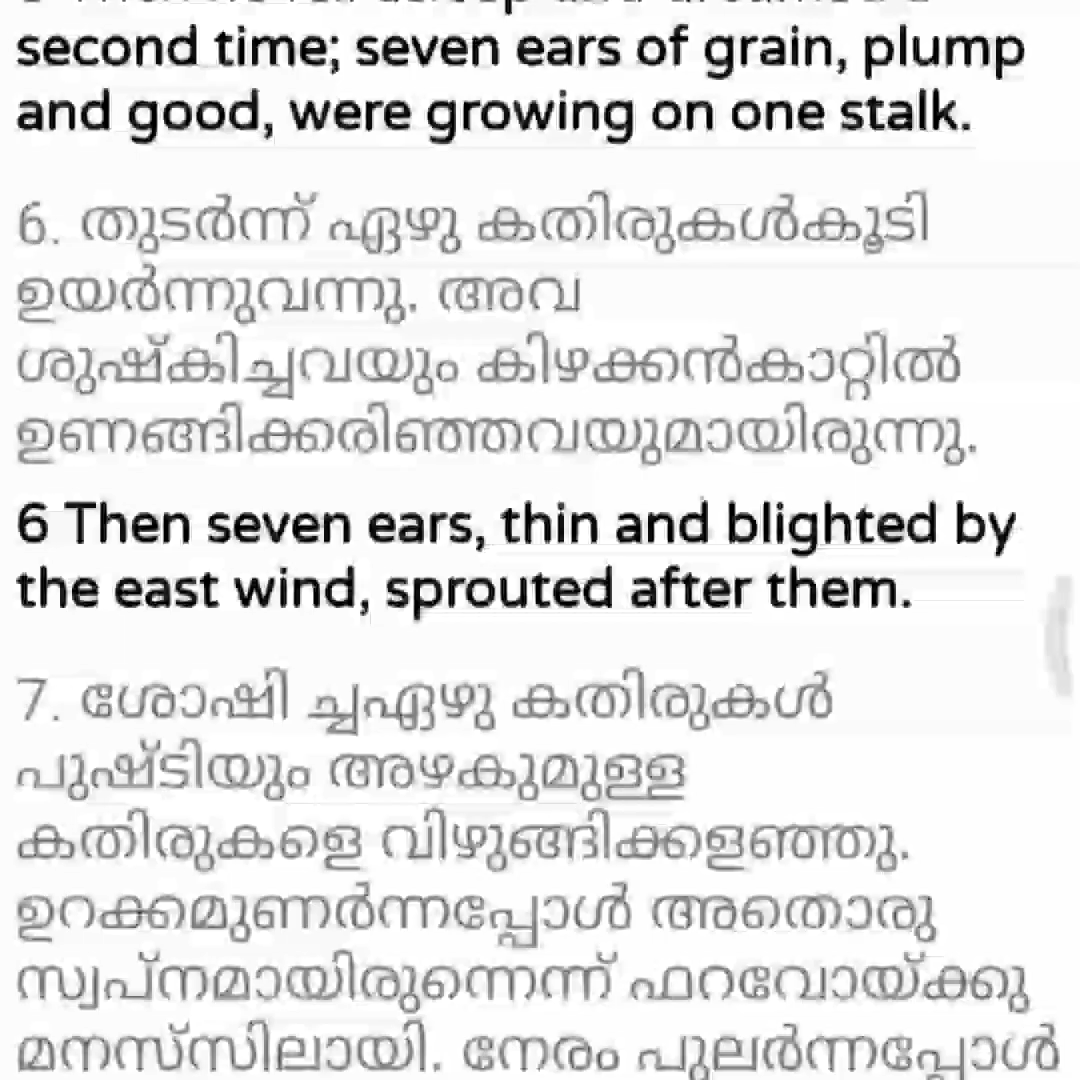 second time; seven ears of grain, plump
and good, were growing on one stalk.
6. തുടർന്ന് ഏഴു കതിരുകൾകൂടി
ഉയർന്നുവന്നു. അവ
ശുഷ്കിച്ചവയും കിഴക്കൻകാറ്റിൽ
ഉണങ്ങിക്കരിഞ്ഞവയുമായിരുന്നു.
6 Then seven ears, thin and blighted by
the east wind, sprouted after them.
7. ശോഷി ച്ചഏഴു കതിരുകൾ
പുഷ്ടിയും അഴകുമുള്ള
കതിരുകളെ വിഴുങ്ങിക്കളഞ്ഞു.
ഉറക്കമുണർന്നപ്പോൾ അതൊരു
സ്വപ്നമായിരുന്നെന്ന് ഫറവോയ്ക്കു
മനസ്സിലായി. നേരം പുലർന്നപ്പോൾ